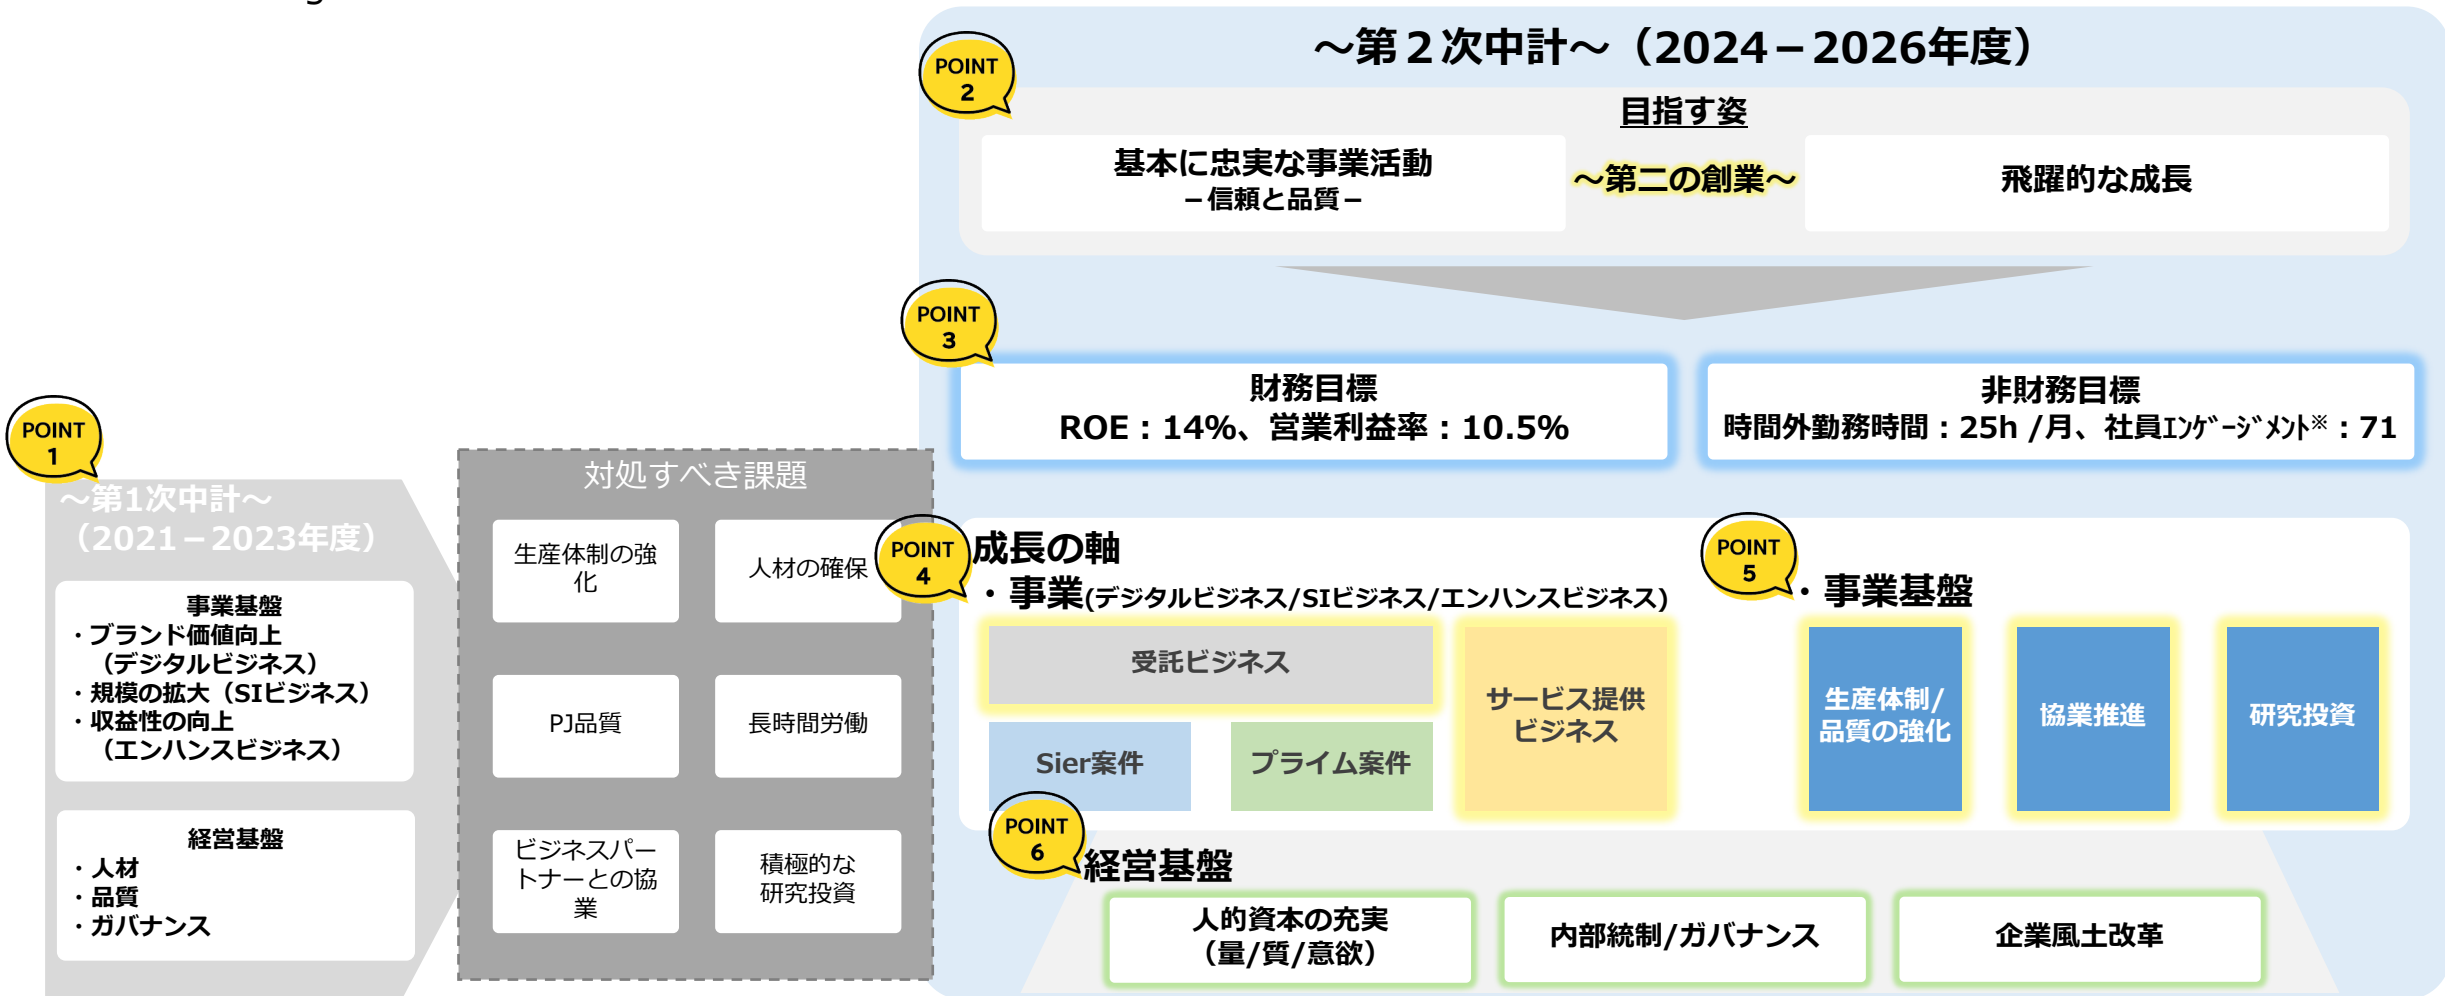 ～第２次中計～（2024－2026年度）
POINT
2
目指す姿
基本に忠実な事業活動
－信頼と品質－
～第二の創業～
飛躍的な成長
POINT
3
財務目標
ROE：14%、営業利益率：10.5%
非財務目標
時間外勤務時間：25h /月、社員ｴﾝｹﾞｰｼﾞﾒﾝﾄ※：71
POINT
1
～第1次中計～
（2021－2023年度）
事業基盤
・ブランド価値向上
（デジタルビジネス）
・規模の拡大（SIビジネス）
・収益性の向上
（エンハンスビジネス）
経営基盤
・人材
・品質
・ガバナンス
対処すべき課題
生産体制の強
化
人材の確保
PJ品質
長時間労働
ビジネスパー
トナーとの協
業
積極的な
研究投資
POINT
4
成長の軸
・事業(デジタルビジネス/SIビジネス/エンハンスビジネス)
受託ビジネス
Sier案件
プライム案件
サービス提供
ビジネス
POINT
5
・事業基盤
生産体制/
品質の強化
協業推進
研究投資
POINT
6
経営基盤
人的資本の充実
（量/質/意欲）
内部統制/ガバナンス
企業風土改革